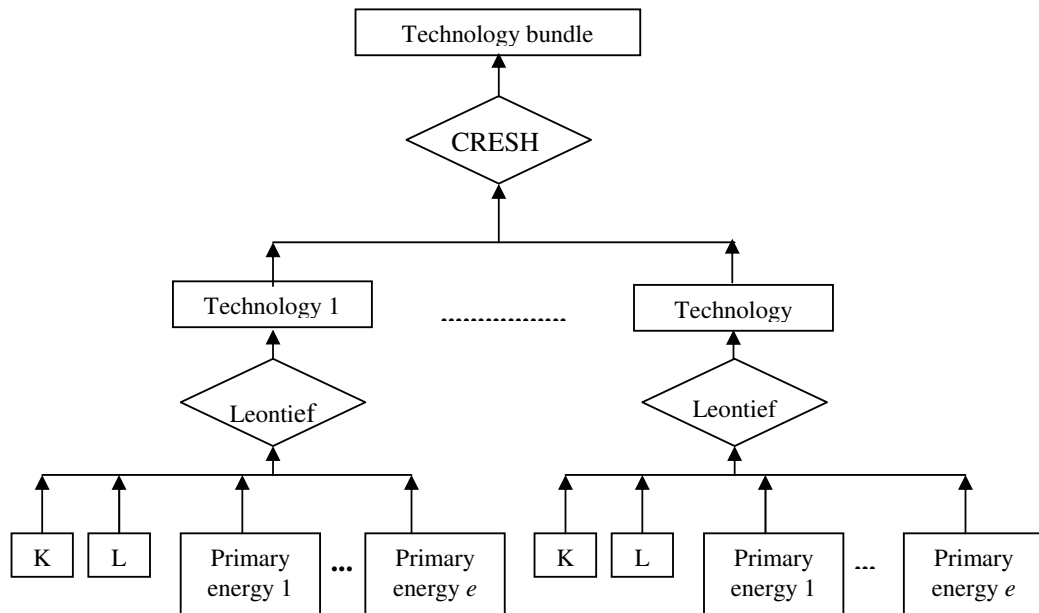 Technology bundle
CRESH
Technology 1
Technology
Leontief
Leontief
K
L
Primary
energy 1
...
Primary
energy e
K
L
Primary
energy 1
...
Primary
energy e